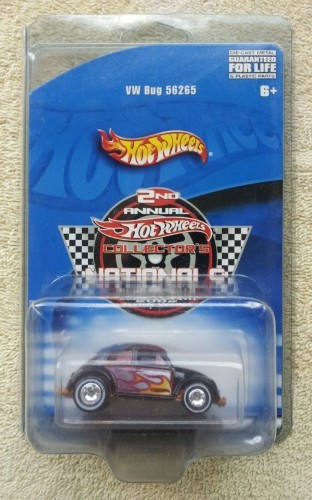 DIE-CAST METAL
GUARANTEED
FOR LIFE
& PLASTIC PARTS
VW Bug 56265
6+
Hot Wheels
2ND
ANNUAL
Hot Wheels
COLLECTOR'S
NATIONALS
2002